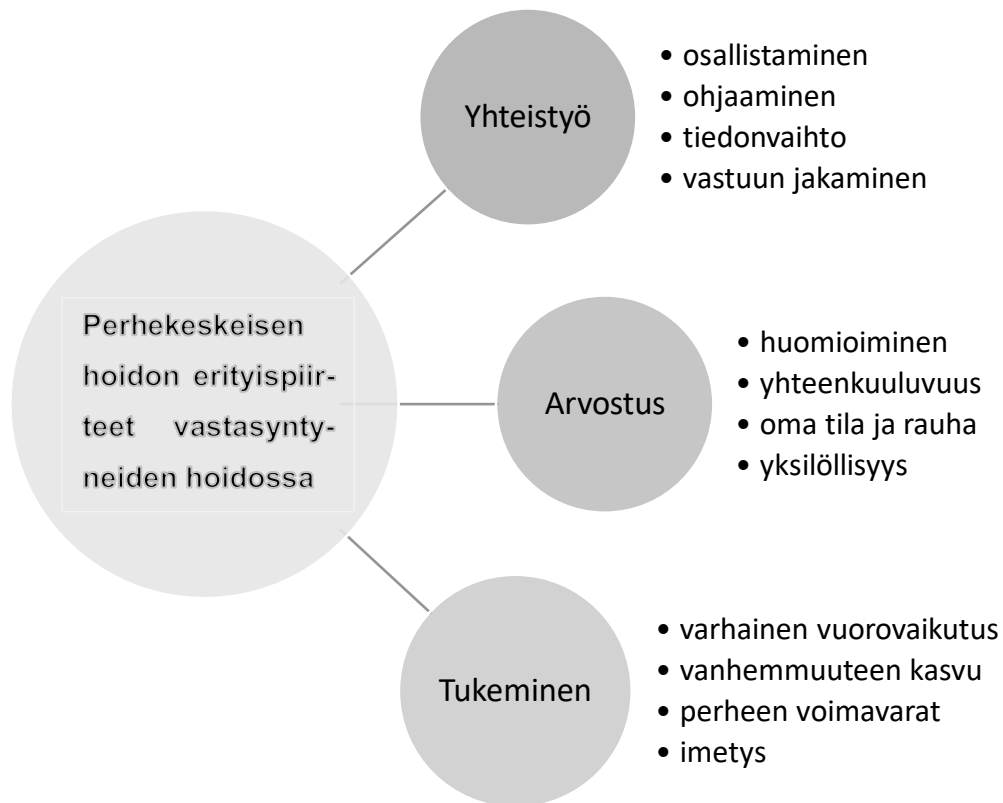 Perhekeskeisen
hoidon erityispiir-
teet vastasynty-
neiden hoidossa
Yhteistyö
• osallistaminen
• ohjaaminen
• tiedonvaihto
• vastuun jakaminen
Arvostus
• huomioiminen
• yhteenkuuluvuus
• oma tila ja rauha
• yksilöllisyys
Tukeminen
• varhainen vuorovaikutus
• vanhemmuuteen kasvu
• perheen voimavarat
• imetys